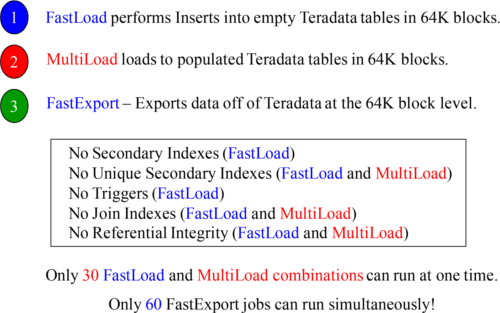 1 FastLoad performs Inserts into empty Teradata tables in 64K blocks.
2 MultiLoad loads to populated Teradata tables in 64K blocks.
3 FastExport – Exports data off of Teradata at the 64K block level.
No Secondary Indexes (FastLoad)
No Unique Secondary Indexes (FastLoad and MultiLoad)
No Triggers (FastLoad)
No Join Indexes (FastLoad and MultiLoad)
No Referential Integrity (FastLoad and MultiLoad)
Only 30 FastLoad and MultiLoad combinations can run at one time.
Only 60 FastExport jobs can run simultaneously!